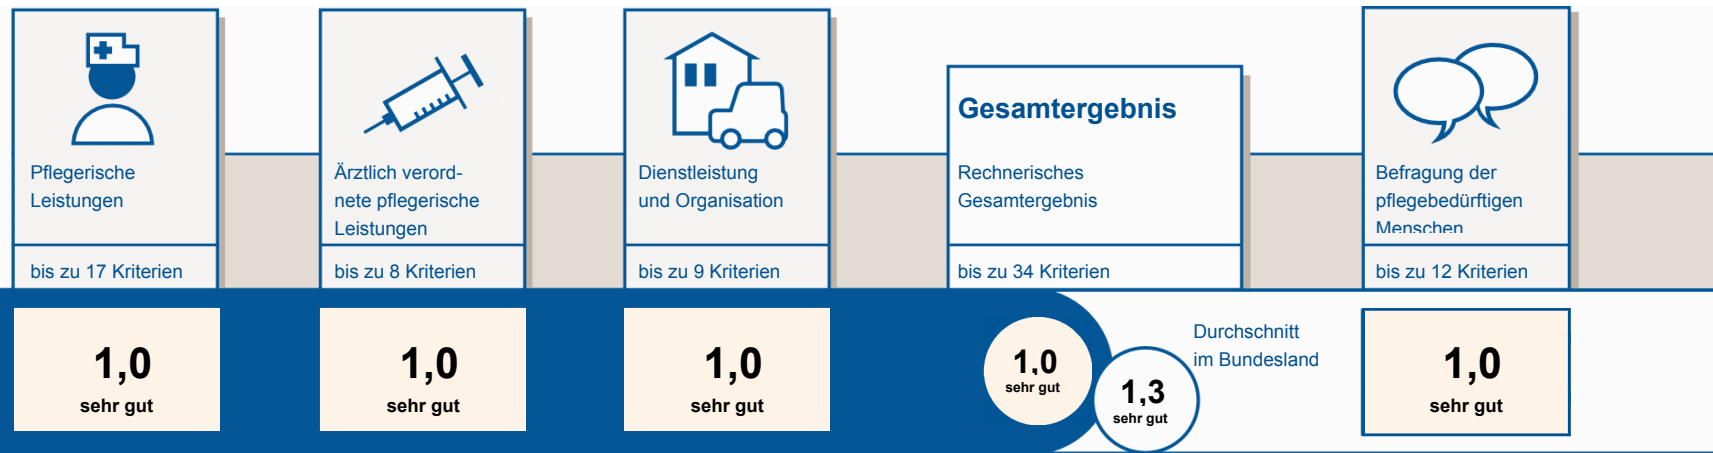 Pflegerische
Leistungen
bis zu 17 Kriterien
1,0
sehr gut
Ärztlich verord-
nete pflegerische
Leistungen
bis zu 8 Kriterien
1,0
sehr gut
Dienstleistung
und Organisation
bis zu 9 Kriterien
1,0
sehr gut
Gesamtergebnis
Rechnerisches
Gesamtergebnis
bis zu 34 Kriterien
1,0
sehr gut
1,3
sehr gut
Durchschnitt
im Bundesland
Befragung der
pflegebedürftigen
Menschen
bis zu 12 Kriterien
1,0
sehr gut